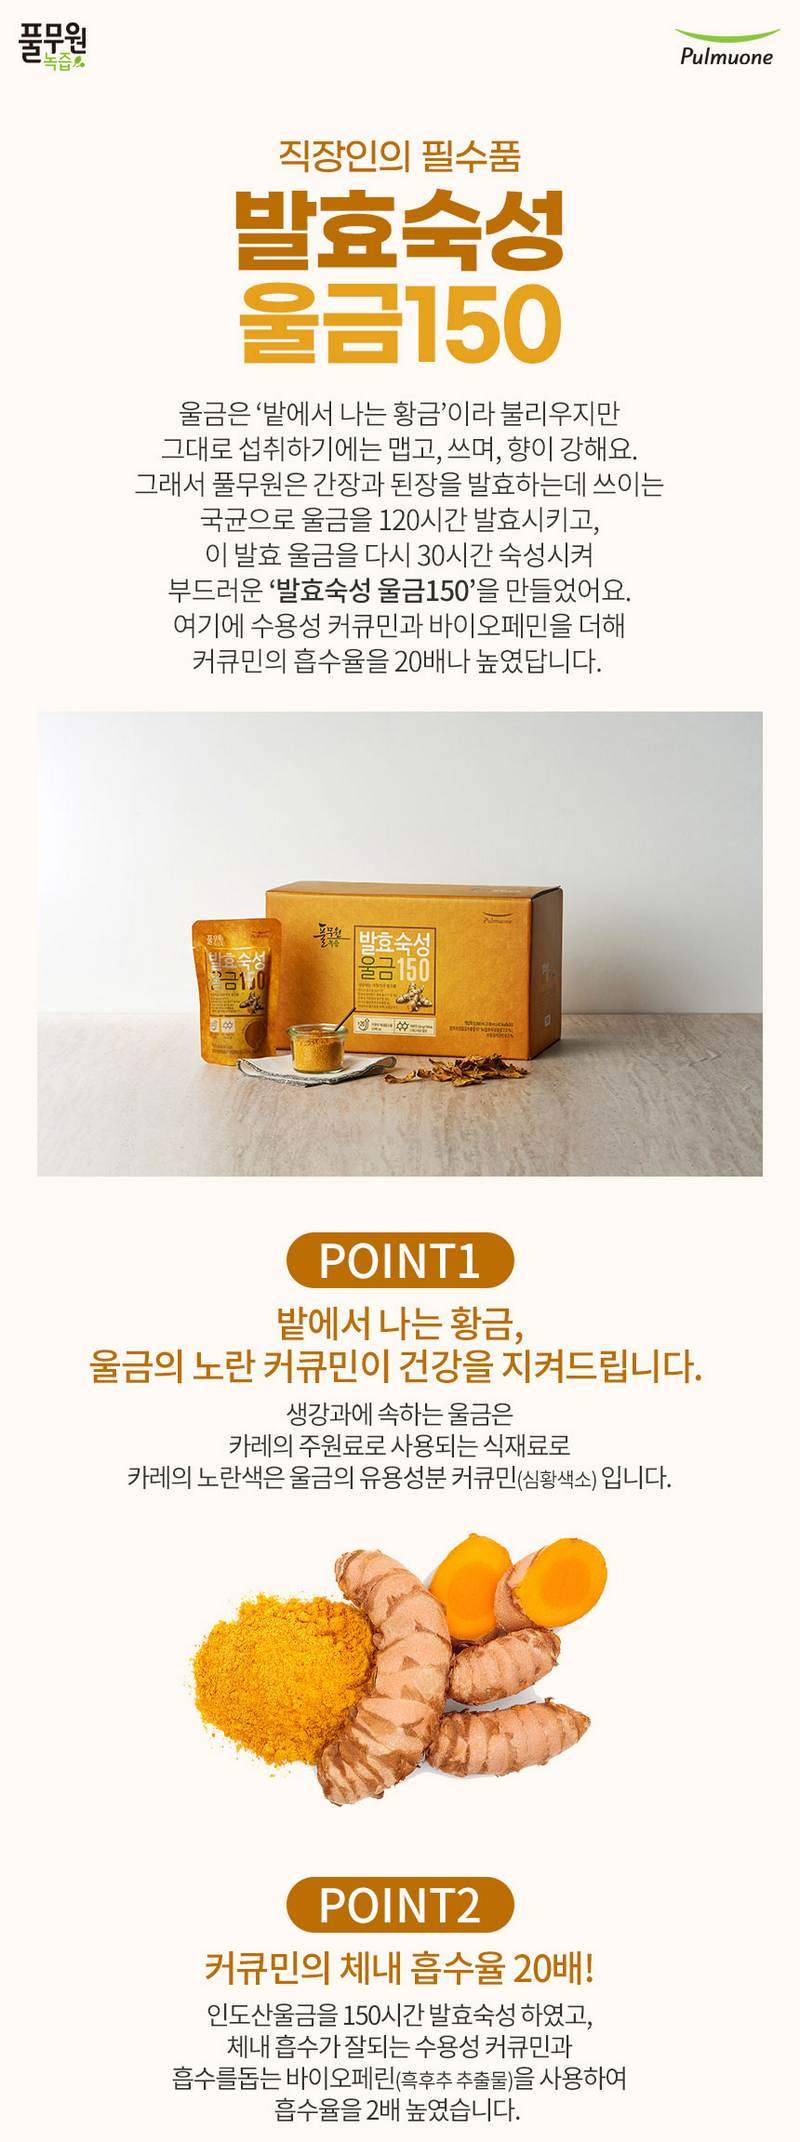 풀무원
녹즙
Pulmuone
직장인의 필수품
발효숙성
울금150
울금은 ‘밭에서 나는 황금’이라 불리우지만
그대로 섭취하기에는 맵고, 쓰며, 향이 강해요.
그래서 풀무원은 간장과 된장을 발효하는데 쓰이는
국균으로 울금을 120시간 발효시키고,
이 발효 울금을 다시 30시간 숙성시켜
부드러운 ‘발효숙성 울금150’을 만들었어요.
여기에 수용성 커큐민과 바이오페민을 더해
커큐민의 흡수율을 20배나 높였답니다.
풀무원
녹즙
Pulmuone
발효숙성
울금150
풀무원
Pulmuone
발효숙성
울금150
POINT1
밭에서 나는 황금,
울금의 노란 커큐민이 건강을 지켜드립니다.
생강과에 속하는 울금은
카레의 주원료로 사용되는 식재료로
카레의 노란색은 울금의 유용성분 커큐민(심황색소) 입니다.
POINT2
커큐민의 체내 흡수율 20배!
인도산울금을 150시간 발효숙성 하였고,
체내 흡수가 잘되는 수용성 커큐민과
흡수를돕는 바이오페린(흑후추 추출물)을 사용하여
흡수율을 2배 높였습니다.